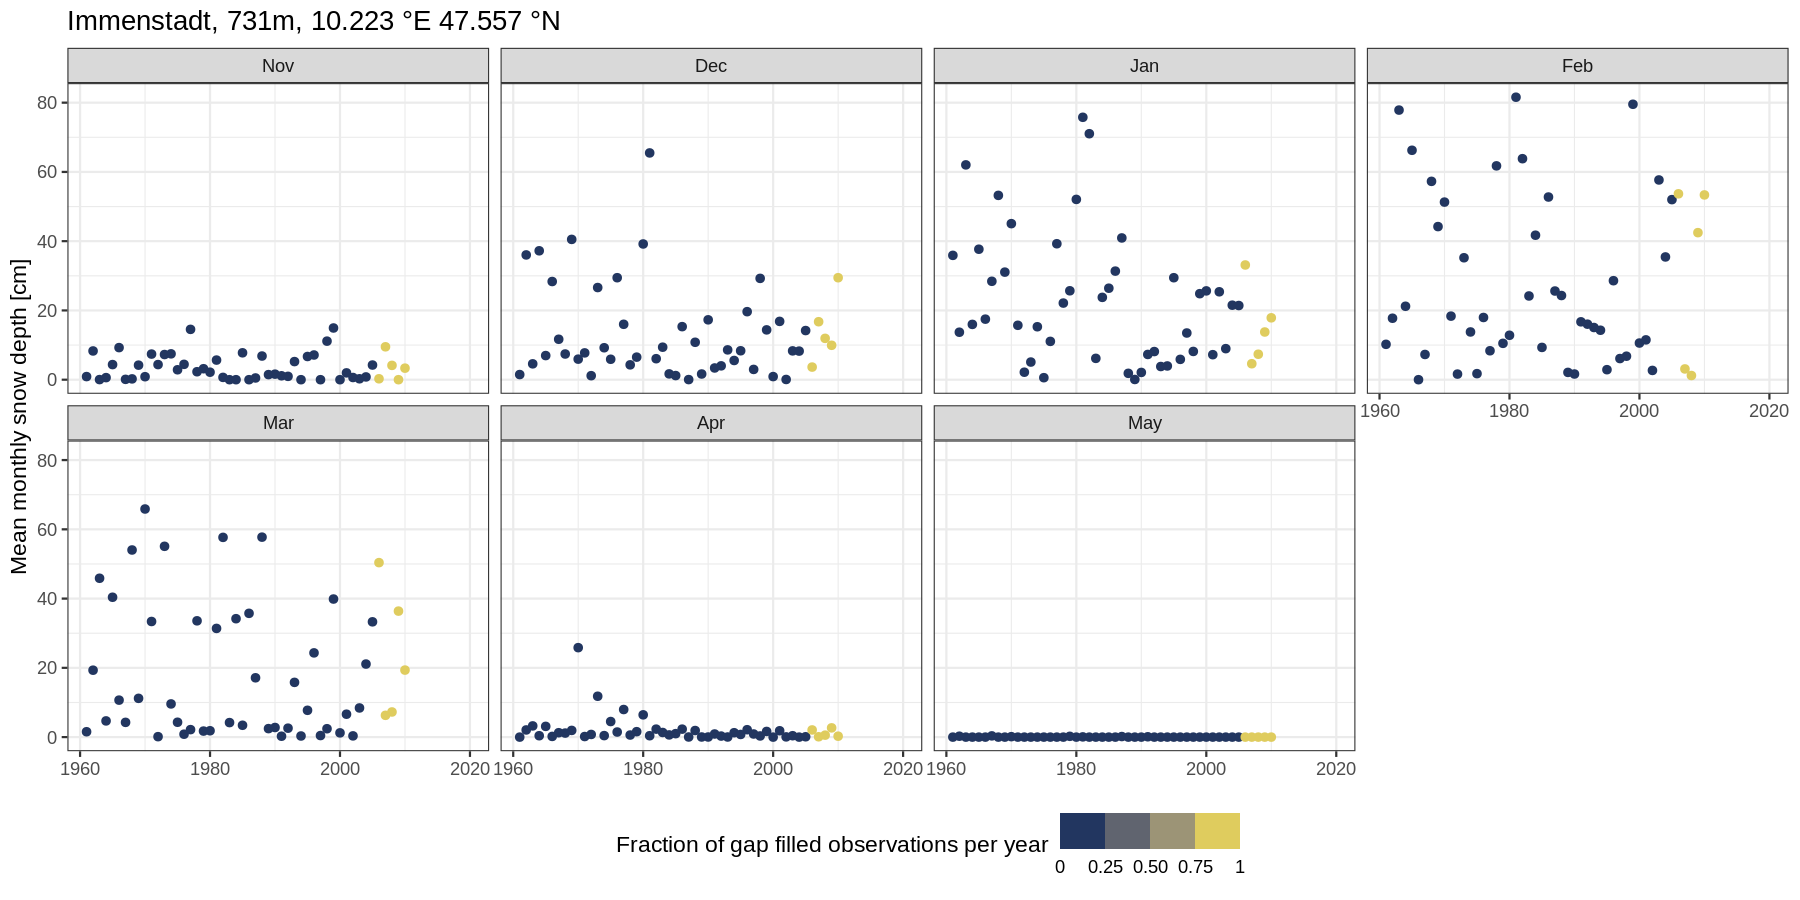 Immenstadt, 731m, 10.223 °E 47.557 °N
Nov Dec Jan Feb
Mean monthly snow depth [cm]
80
60
40
20
0
1960 1980 2000 2020
Mar Apr May
80
60
40
20
0
1960 1980 2000 2020 1960 1980 2000 2020 1960 1980 2000 2020
Fraction of gap filled observations per year
0 0.25 0.50 0.75 1